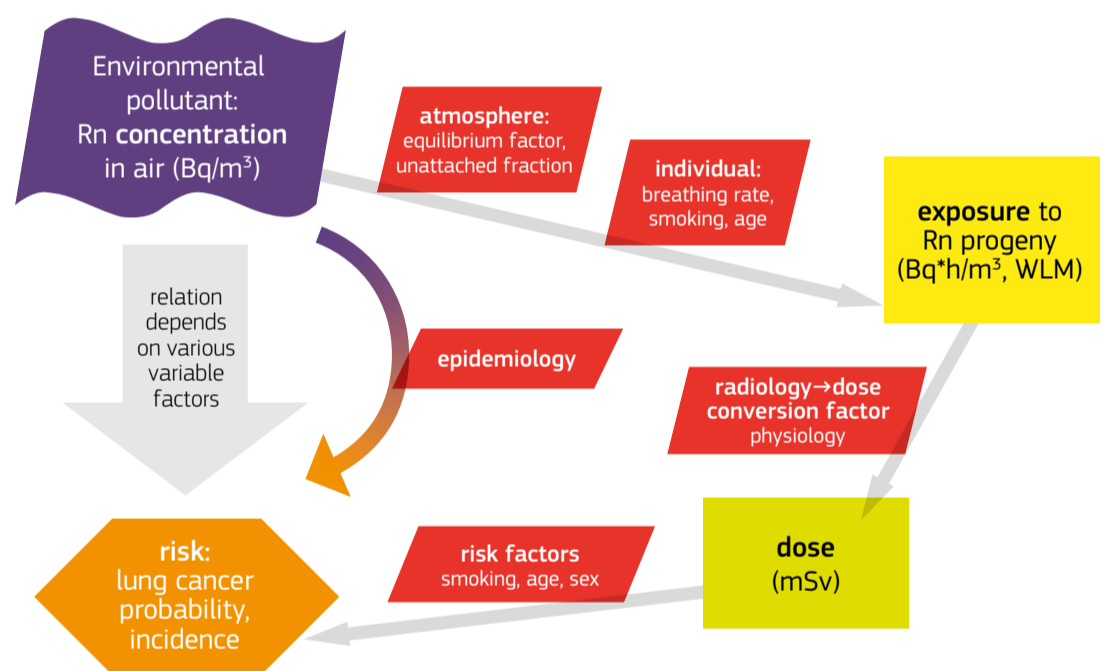 Environmental
pollutant:
Rn concentration
in air (Bq/m³)
atmosphere:
equilibrium factor,
unattached fraction
individual:
breathing rate,
smoking, age
exposure to
Rn progeny
(Bq*h/m³, WLM)
relation
depends
on various
variable
factors
epidemiology
radiology→dose
conversion factor
physiology
risk:
lung cancer
probability,
incidence
risk factors
smoking, age, sex
dose
(mSv)